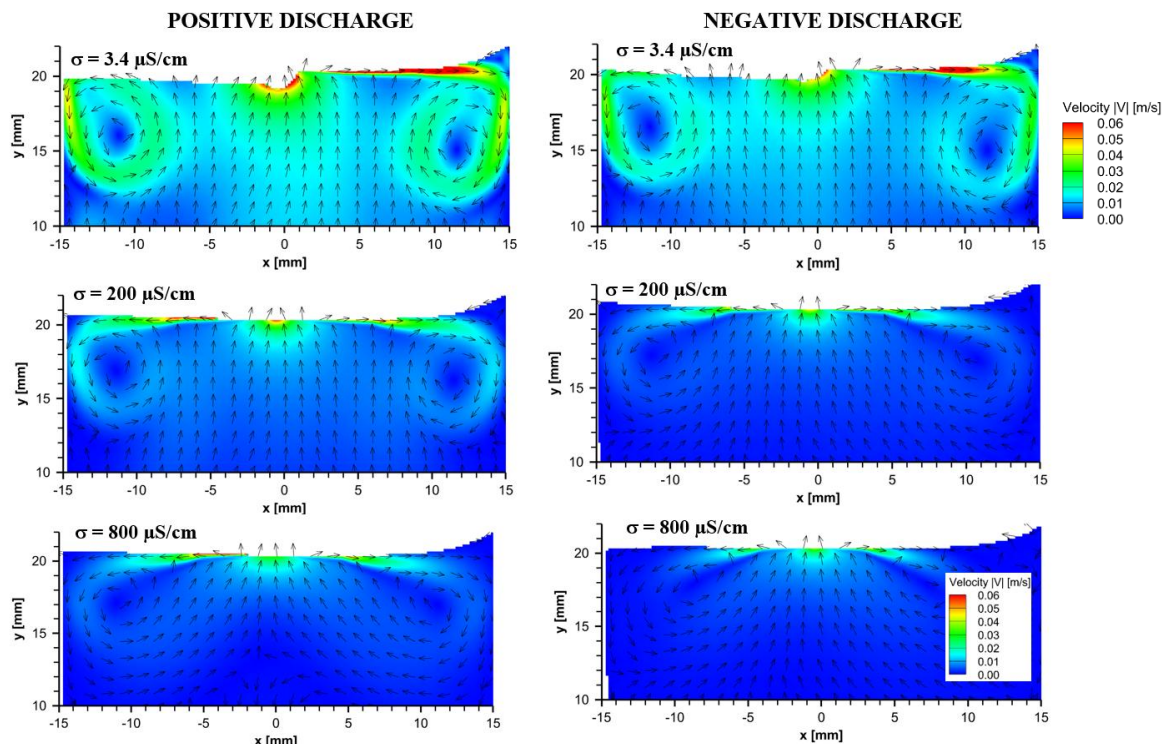 POSITIVE DISCHARGE
NEGATIVE DISCHARGE
σ = 3.4 μS/cm
20
15
10
y [mm]
-15 -10 -5 0 5 10 15
x [mm]
σ = 3.4 μS/cm
20
15
10
y [mm]
-15 -10 -5 0 5 10 15
x [mm]
Velocity |V| [m/s]
0.06
0.05
0.04
0.03
0.02
0.01
0.00
σ = 200 μS/cm
20
15
10
y [mm]
-15 -10 -5 0 5 10 15
x [mm]
σ = 200 μS/cm
20
15
10
y [mm]
-15 -10 -5 0 5 10 15
x [mm]
σ = 800 μS/cm
20
15
10
y [mm]
-15 -10 -5 0 5 10 15
x [mm]
σ = 800 μS/cm
20
15
10
y [mm]
-15 -10 -5 0 5 10 15
x [mm]
Velocity |V| [m/s]
0.06
0.05
0.04
0.03
0.02
0.01
0.00